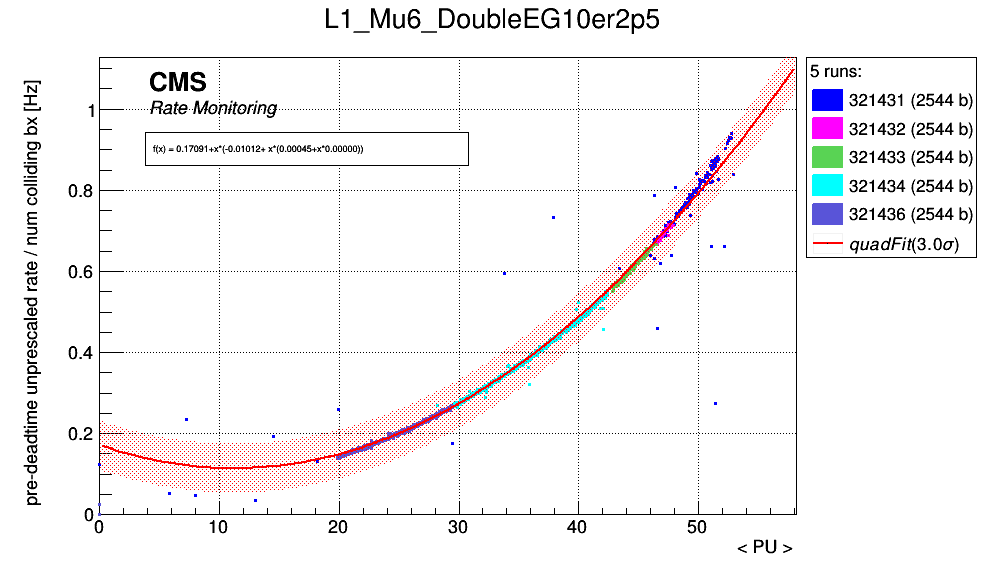 L1_Mu6_DoubleEG10er2p5
CMS
Rate Monitoring
f(x) = 0.17091+x*(-0.01012+ x*(0.00045+x*0.00000))
pre-deadtime unprescaled rate / num colliding bx [Hz]
1
0.8
0.6
0.4
0.2
0
0 10 20 30 40 50
< PU >
5 runs:
321431 (2544 b)
321432 (2544 b)
321433 (2544 b)
321434 (2544 b)
321436 (2544 b)
quadFit(3.0σ)